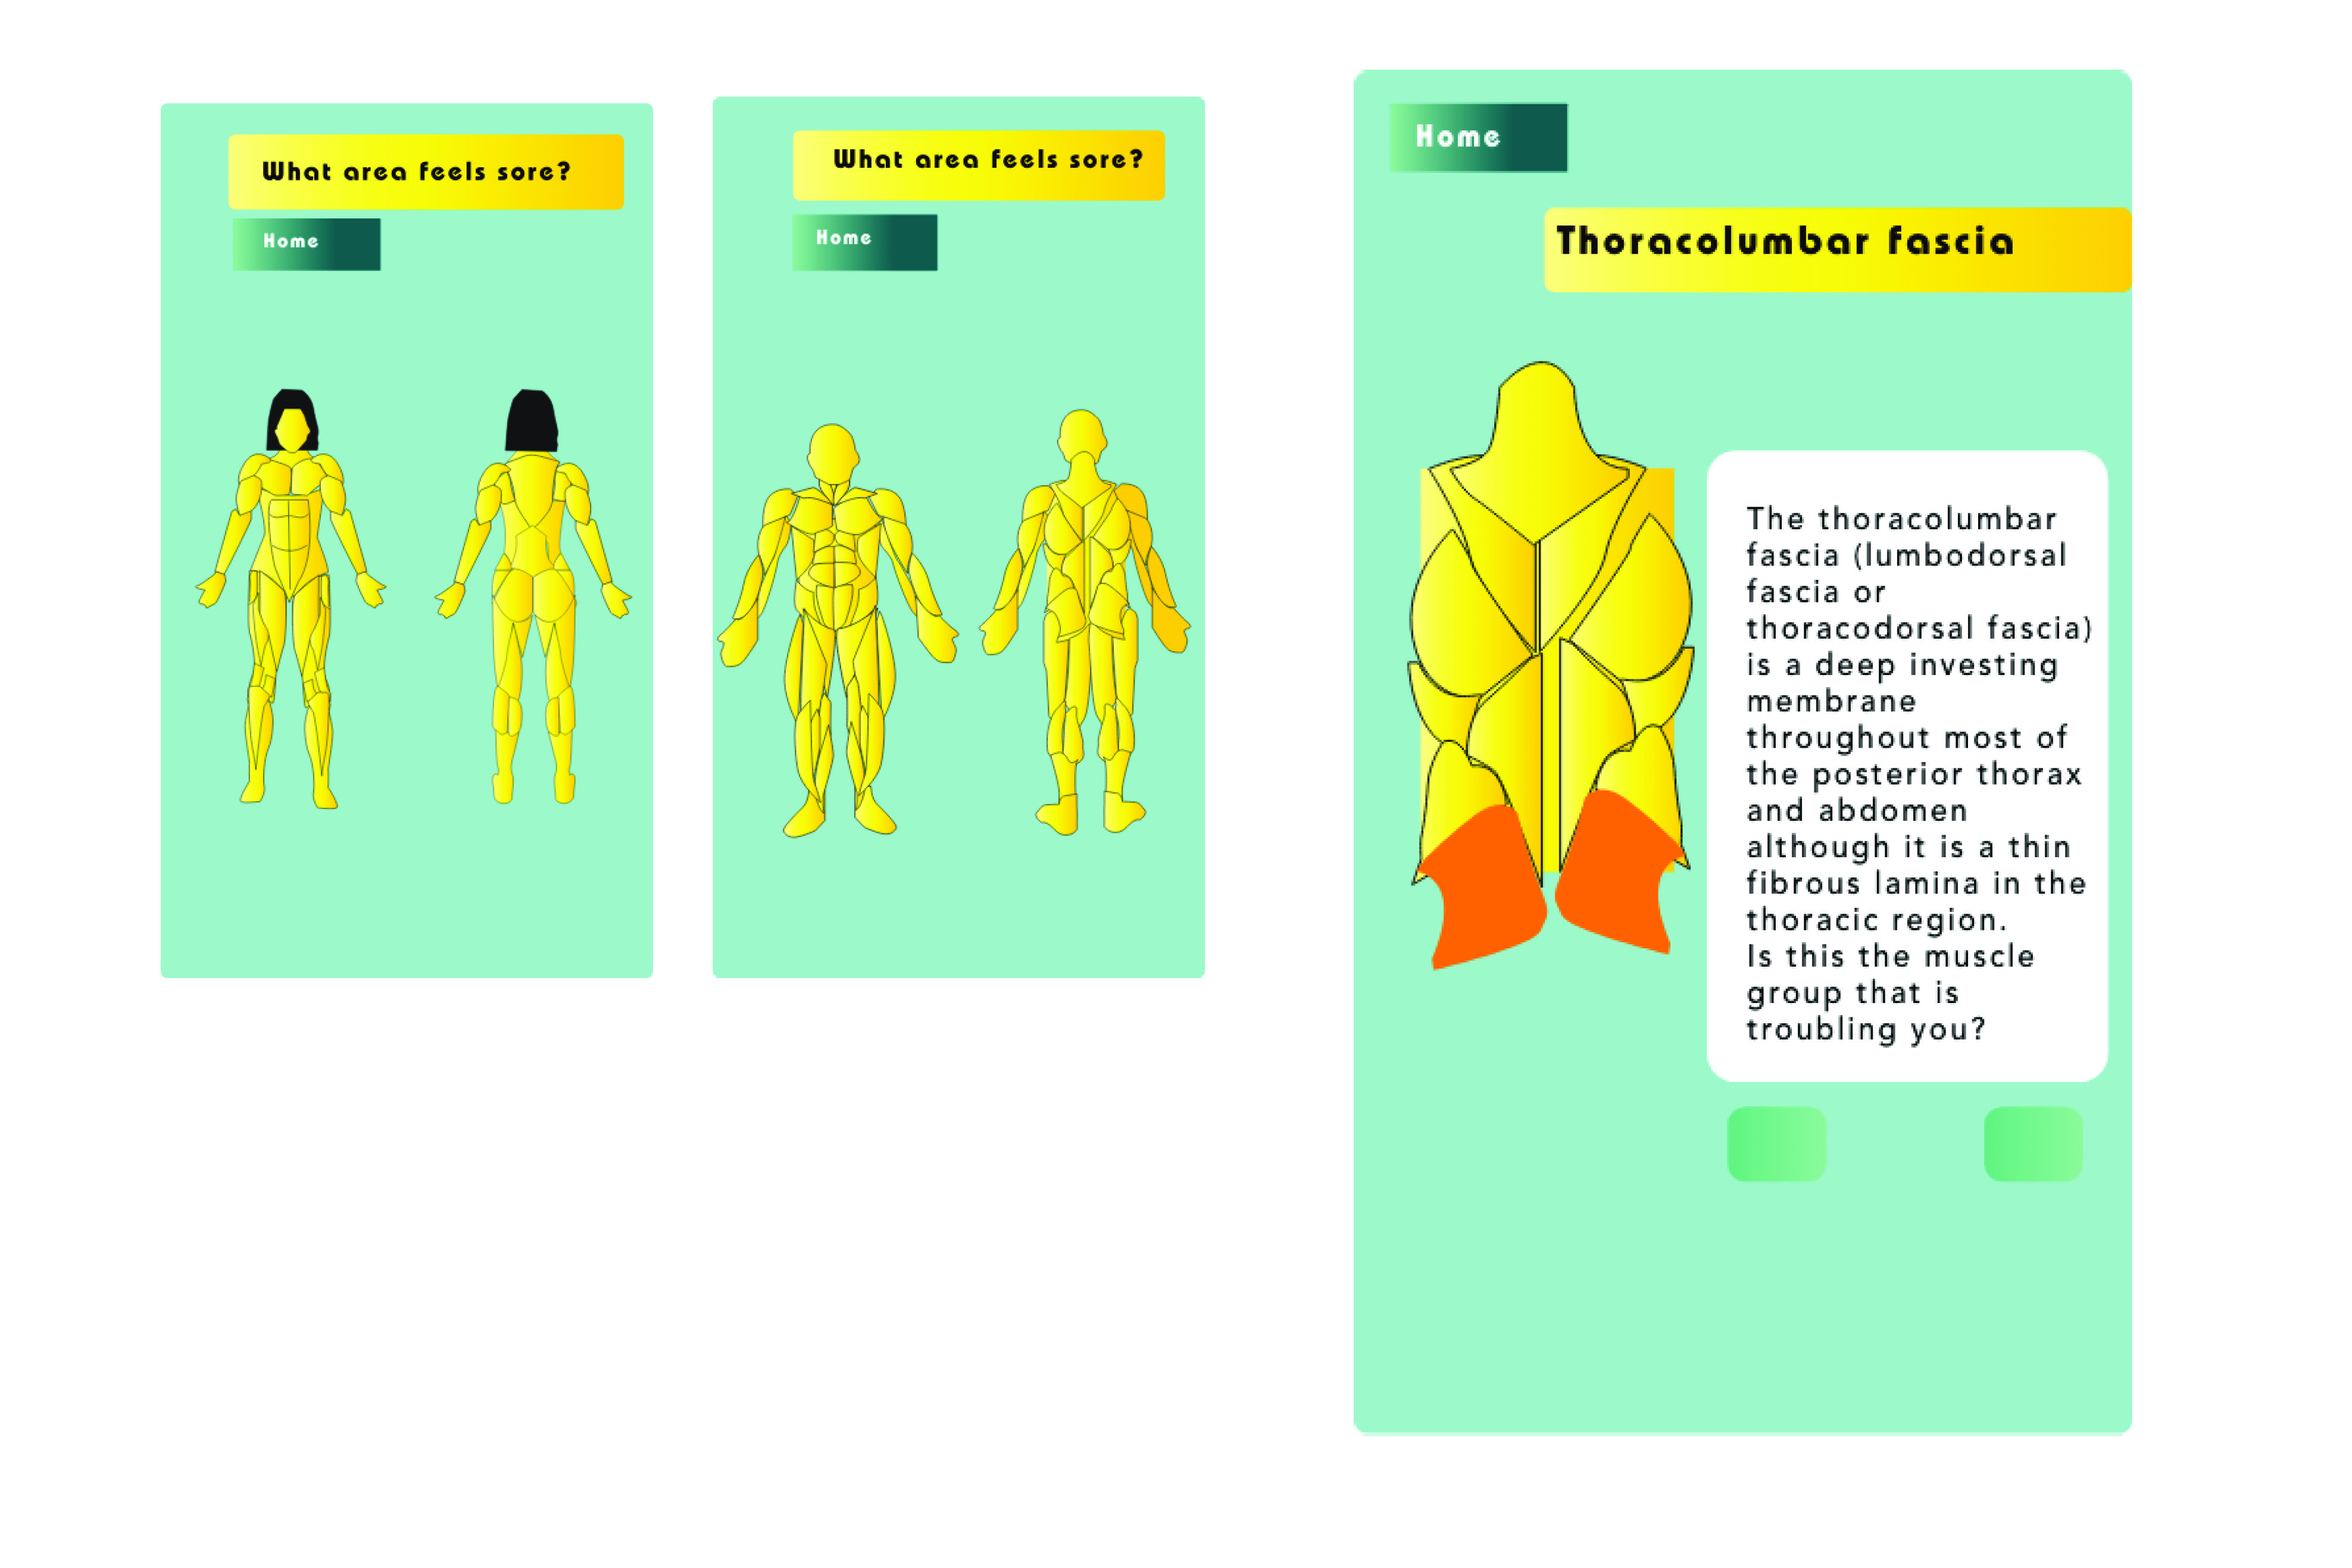 What area feels sore?
Home
What area feels sore?
Home
Home
Thoracolumbar fascia
The thoracolumbar
fascia (lumbodorsal
fascia or
thoracodorsal fascia)
is a deep investing
membrane
throughout most of
the posterior thorax
and abdomen
although it is a thin
fibrous lamina in the
thoracic region.
Is this the muscle
group that is
troubling you?